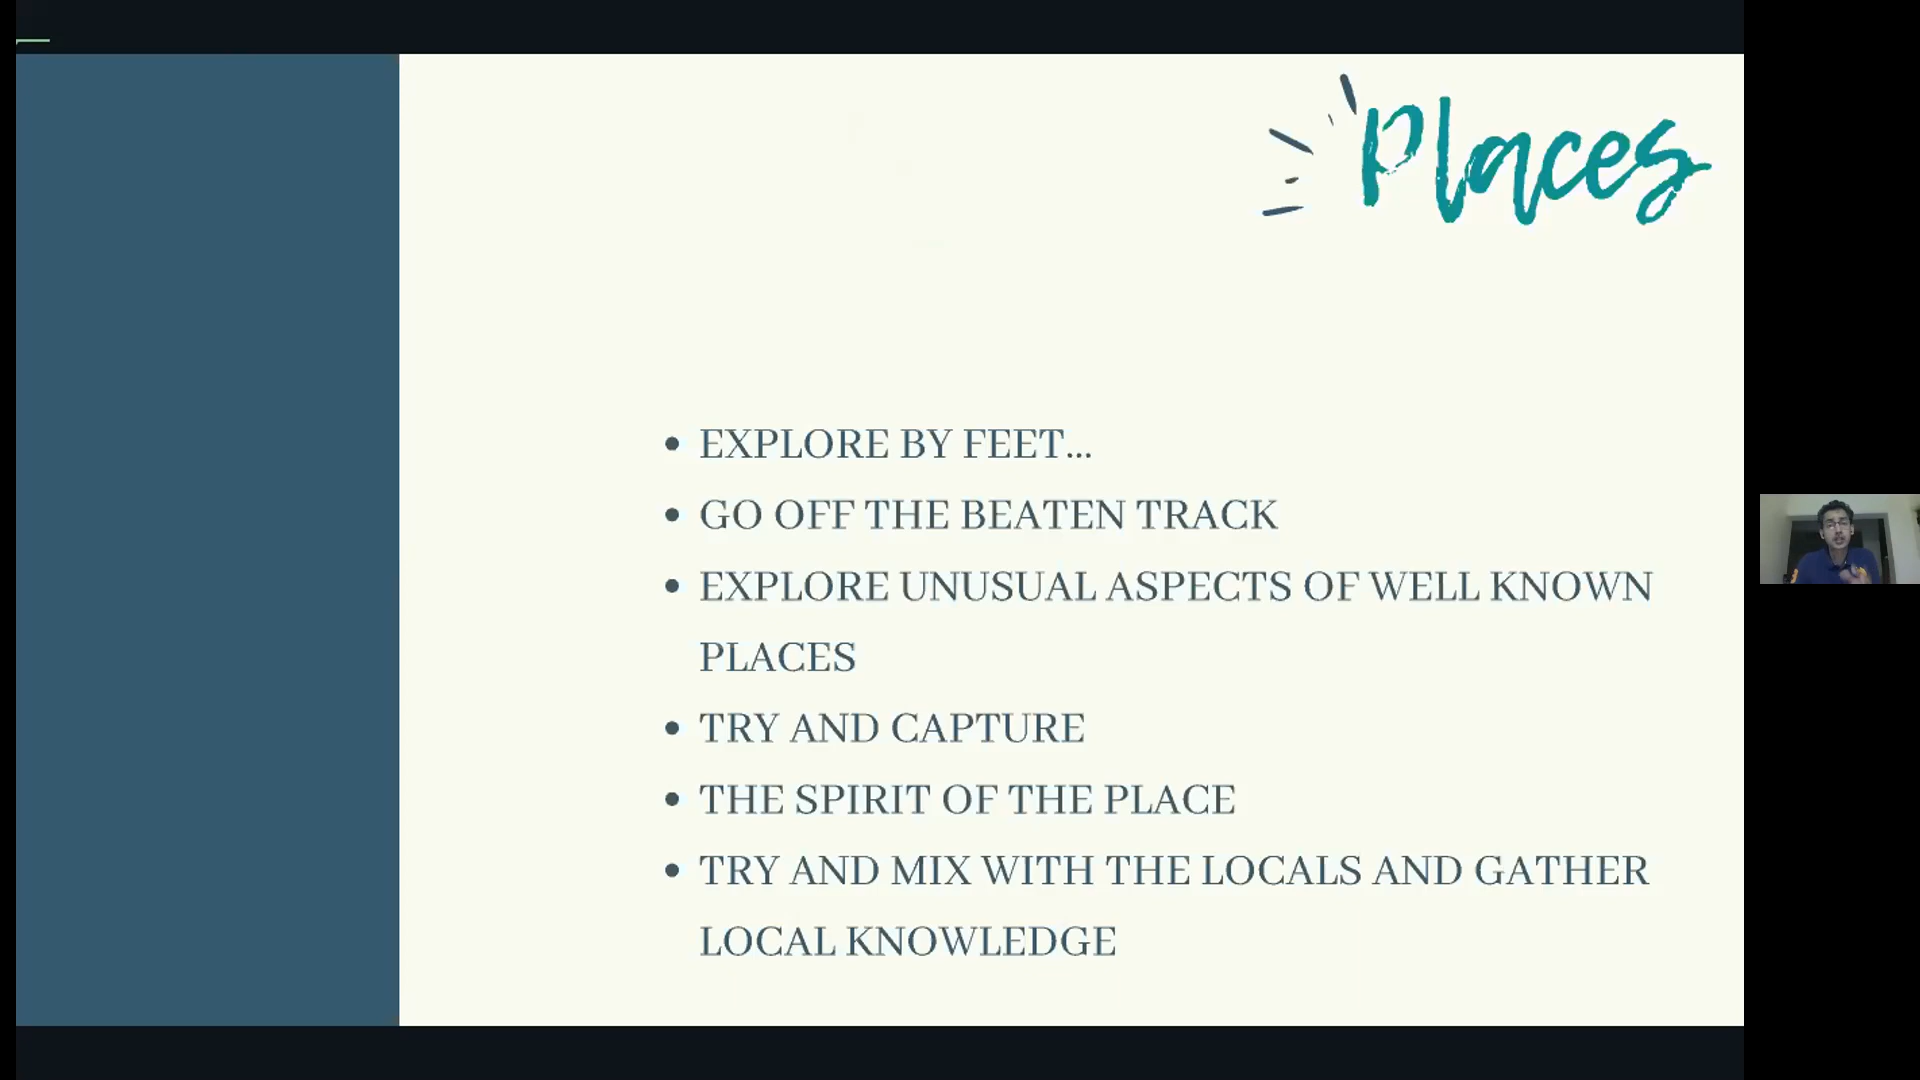 Places
• EXPLORE BY FEET...
• GO OFF THE BEATEN TRACK
• EXPLORE UNUSUAL ASPECTS OF WELL KNOWN
PLACES
• TRY AND CAPTURE
• THE SPIRIT OF THE PLACE
• TRY AND MIX WITH THE LOCALS AND GATHER
LOCAL KNOWLEDGE